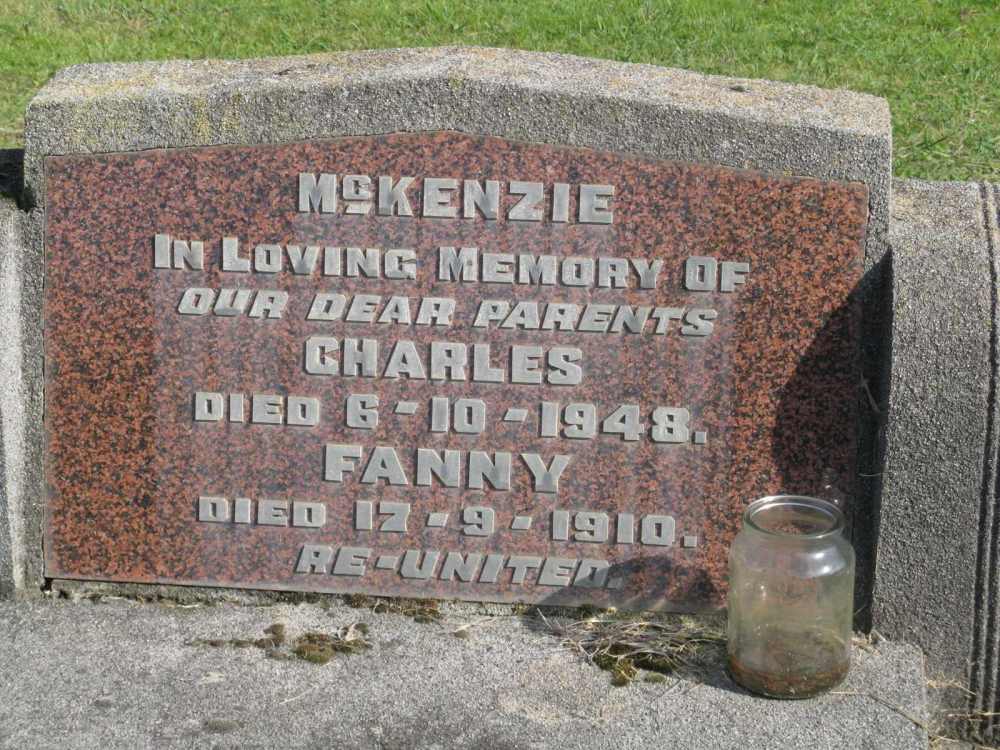 McKENZIE
IN LOVING MEMORY OF
OUR DEAR PARENTS
CHARLES
DIED 6-10-1948.
FANNY
DIED 17-9-1910.
RE-UNITED.